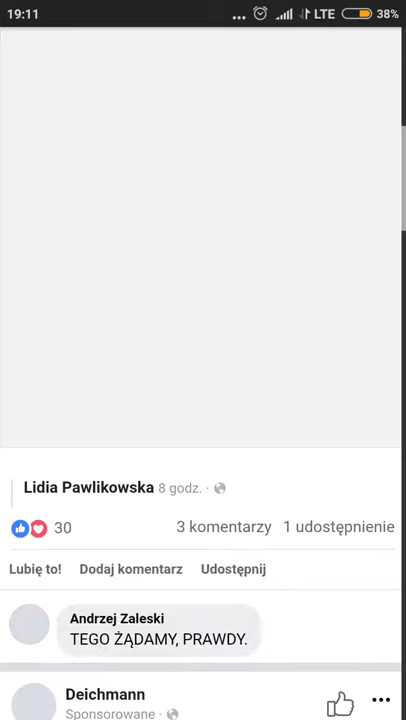 19:11 ... LTE 38%
Lidia Pawlikowska 8 godz. ·
30 3 komentarzy 1 udostępnienie
Lubię to! Dodaj komentarz Udostępnij
Andrzej Zaleski
TEGO ŻĄDAMY, PRAWDY.
Deichmann
Sponsorowane ·